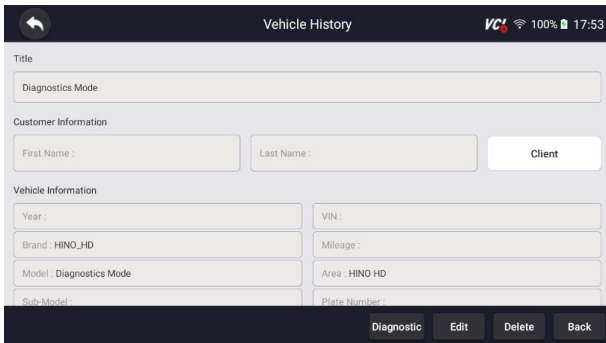 Vehicle History
VCI 100% 17:53
Title
Diagnostics Mode
Customer Information
First Name :
Last Name :
Client
Vehicle Information
Year :
VIN :
Brand : HINO_HD
Mileage :
Model : Diagnostics Mode
Area : HINO HD
Sub-Model :
Plate Number :
Diagnostic
Edit
Delete
Back